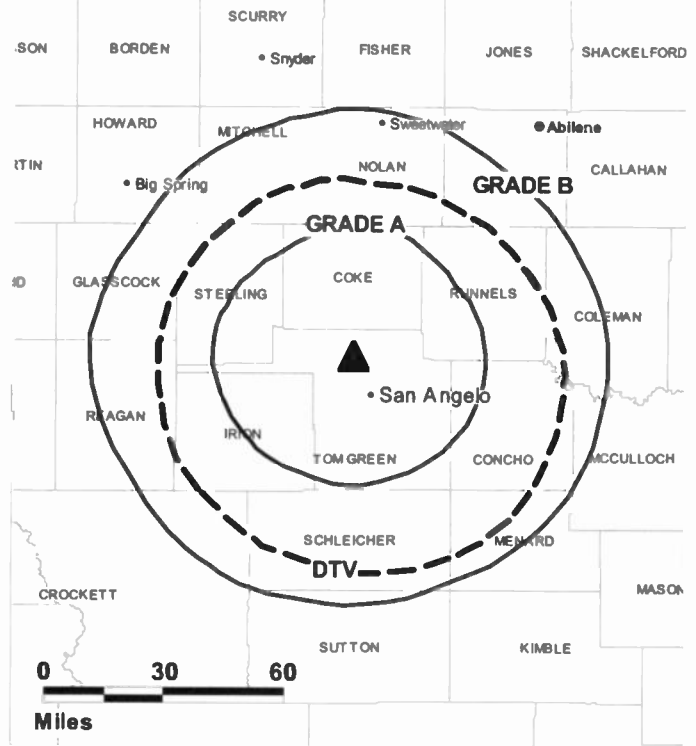 SCURRY
SON
BORDEN
Snyder
FISHER
JONES
SHACKELFORD
HOWARD
MITCHELL
Sweetwater
Abilene
RTIN
NOLAN
CALLAHAN
Big Spring
GRADE B
GRADE A
GLASSCOCK
STERLING
COKE
RUNNELS
COLEMAN
San Angelo
REAGAN
IRION
TOM GREEN
CONCHO
MCCULLOCH
SCHLEICHER
MENARD
DTV
CROCKETT
MASON
SUTTON
KIMBLE
0 30 60
Miles